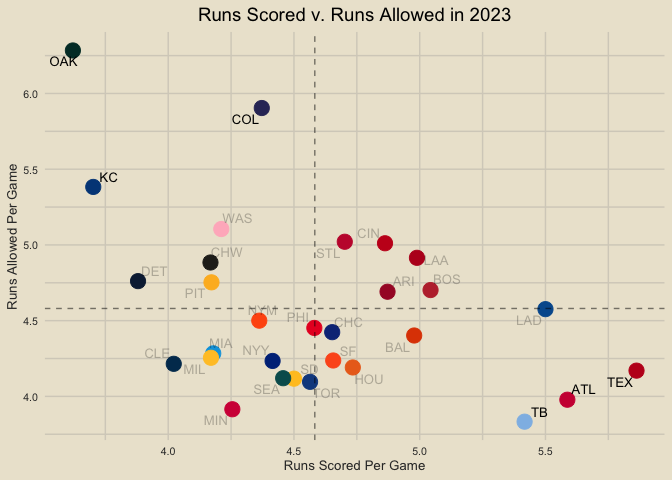 Runs Scored v. Runs Allowed in 2023
OAK
6.0
COL
5.5
KC
WAS
CIN
STL
5.0
CHW
LAA
DET
ARI
BOS
PIT
NYM
PHI
CHC
LAD
4.5
BAL
MIA
CLE
NYY
SF
MIL
SD
HOU
TEX
SEA
TOR
ATL
4.0
TB
MIN
4.0
4.5
5.0
5.5
Runs Scored Per Game
Runs Allowed Per Game